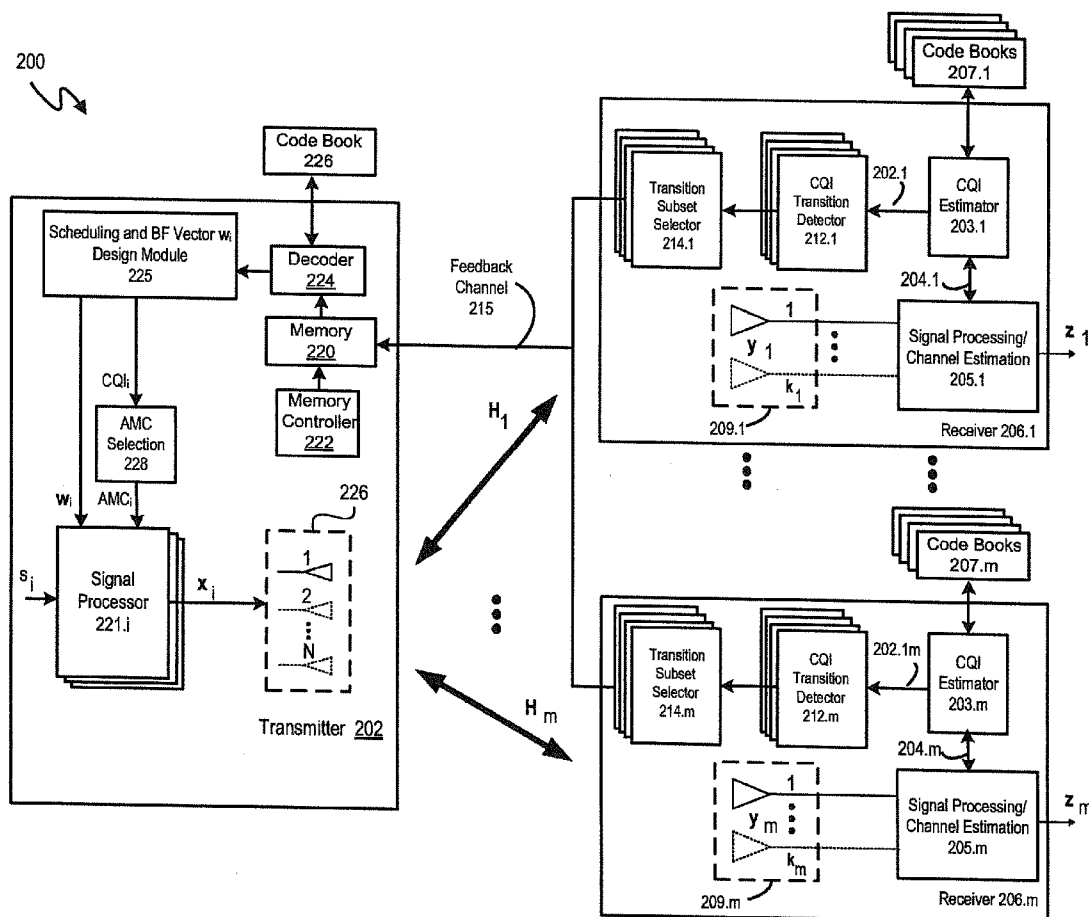 200
Code Book
226
Scheduling and BF Vector wᵢ
Design Module
225
Decoder
224
Memory
220
Memory
Controller
222
CQIᵢ
AMC
Selection
228
wᵢ
AMCᵢ
sᵢ
Signal
Processor
221.i
xᵢ
226
1
2
N
Transmitter 202
Feedback
Channel
215
H₁
Hₘ
Code Books
207.1
Transition
Subset
Selector
214.1
CQI
Transition
Detector
212.1
202.1
CQI
Estimator
203.1
204.1
1
y₁
k₁
209.1
Signal Processing/
Channel Estimation
205.1
z₁
Receiver 206.1
Code Books
207.m
Transition
Subset
Selector
214.m
CQI
Transition
Detector
212.m
202.1m
CQI
Estimator
203.m
204.m
1
yₘ
kₘ
209.m
Signal Processing/
Channel Estimation
205.m
zₘ
Receiver 206.m